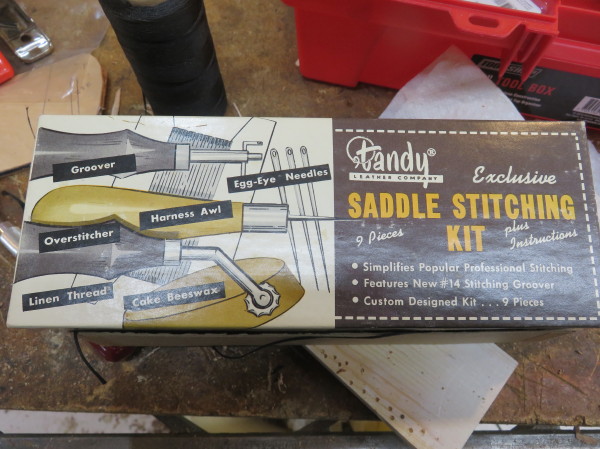 Groover
Egg-Eye Needles
Harness Awl
Overstitcher
Linen Thread
Cake Beeswax
Tandy®
LEATHER COMPANY
Exclusive
SADDLE STITCHING
KIT
9 Pieces
plus
Instructions
• Simplifies Popular Professional Stitching
• Features New #14 Stitching Groover
• Custom Designed Kit . . . 9 Pieces
TOOL BOX